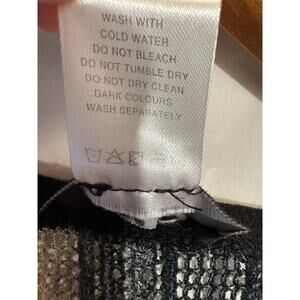 WASH WITH
COLD WATER
DO NOT BLEACH
DO NOT TUMBLE DRY
DO NOT DRY CLEAN
DARK COLOURS
WASH SEPARATELY